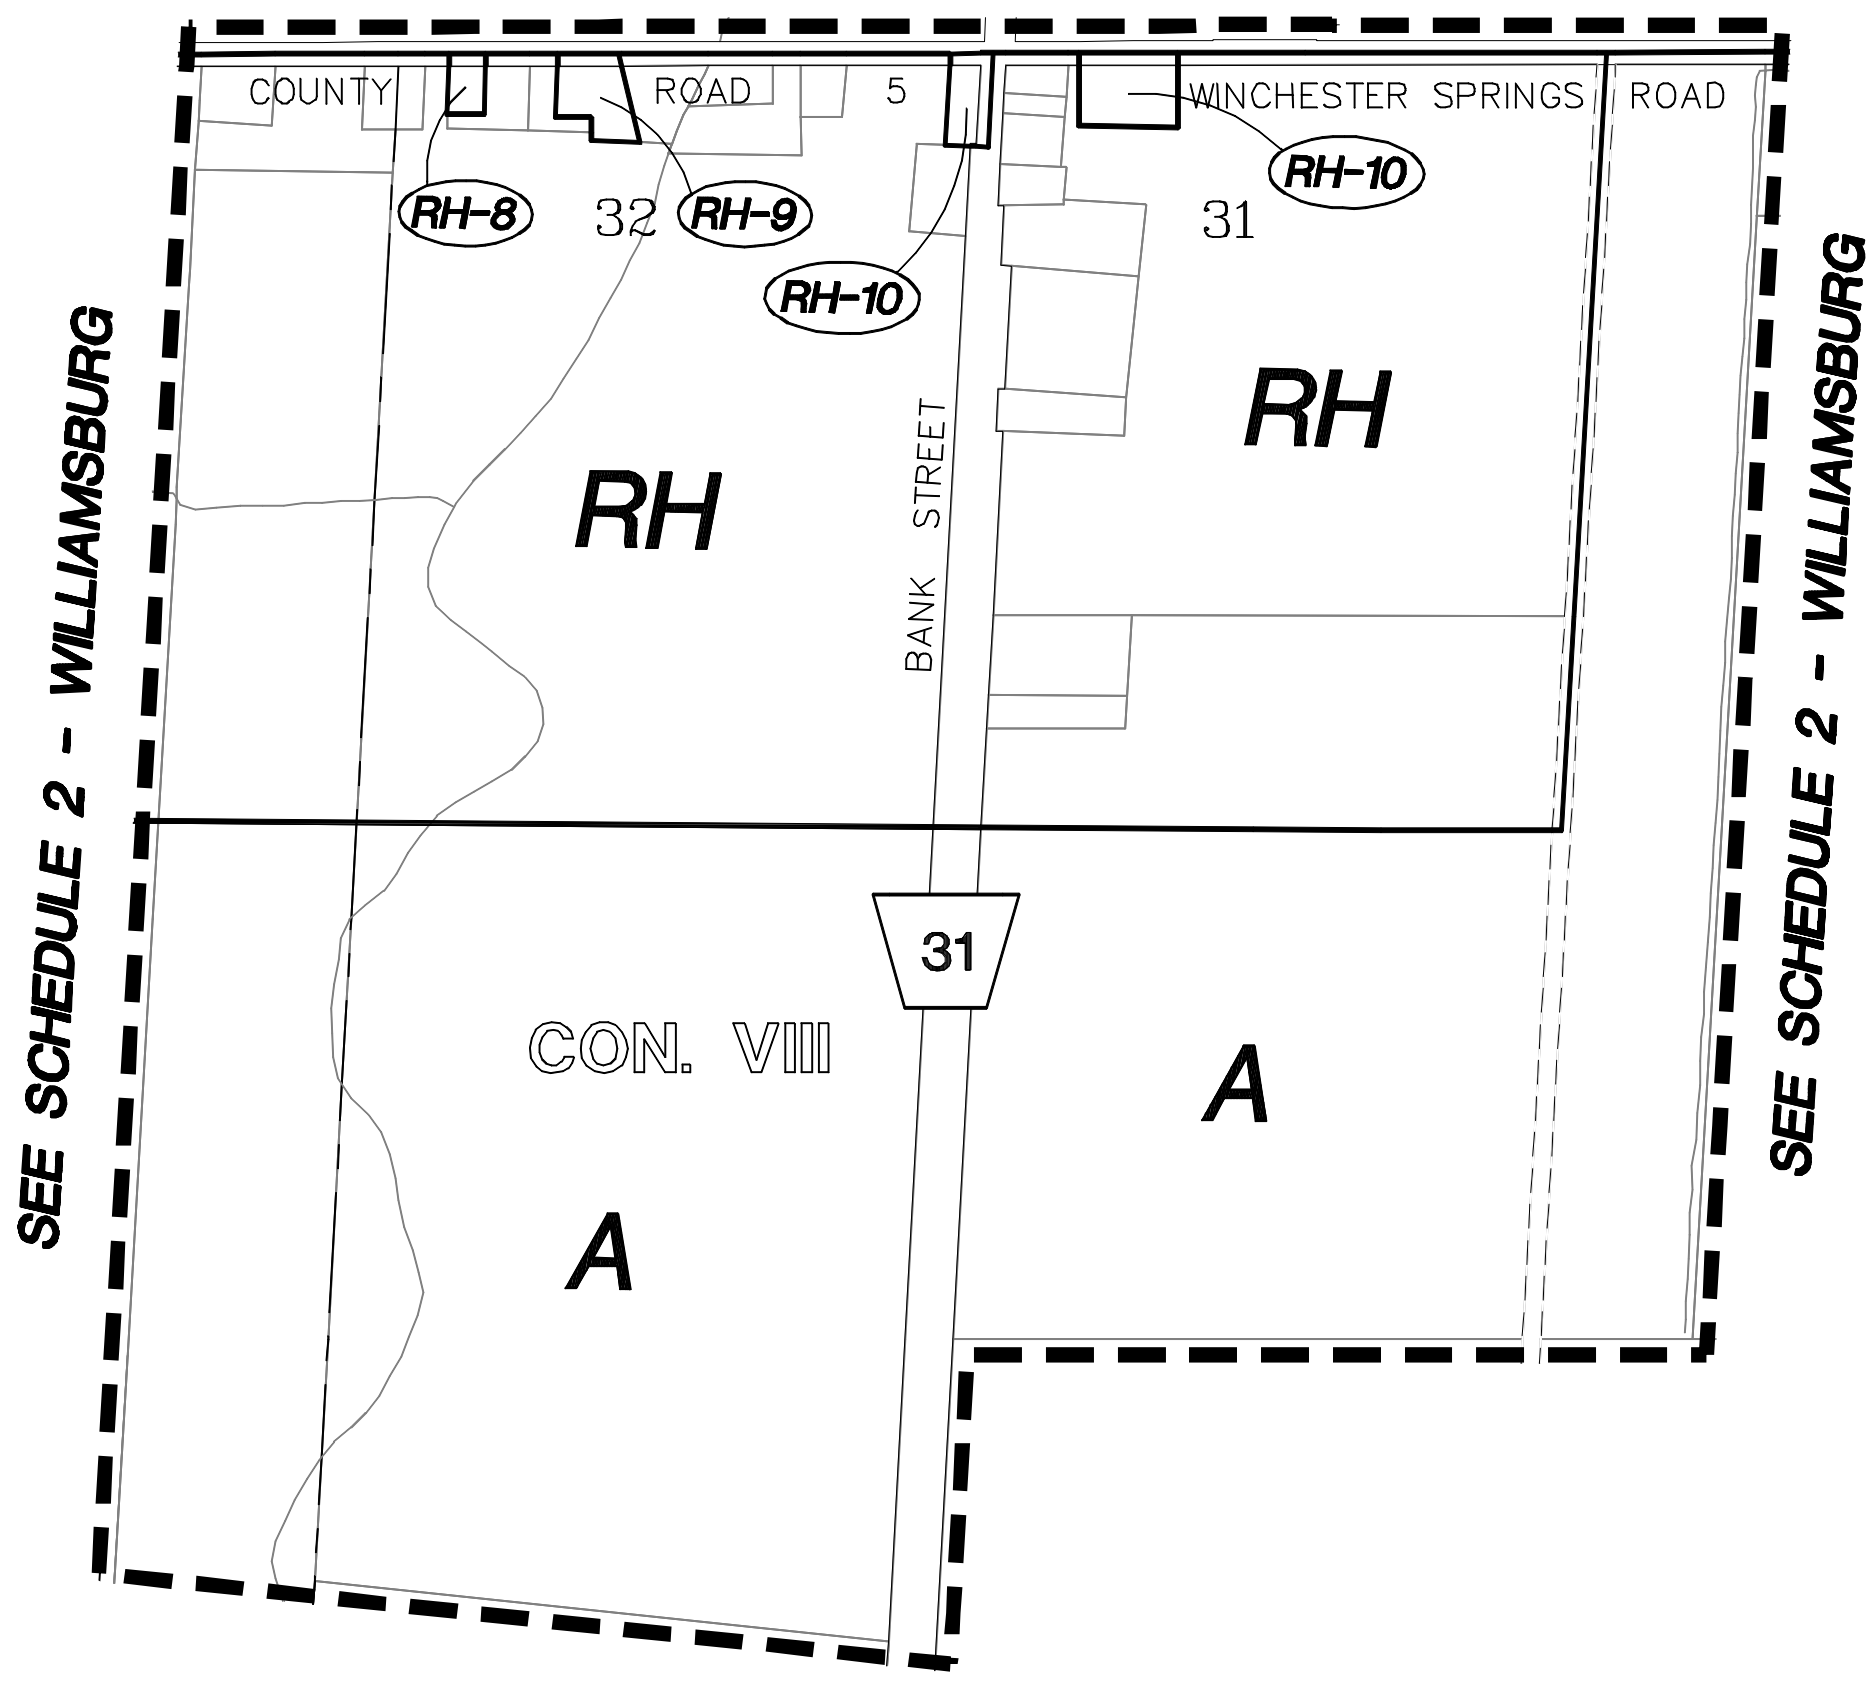 COUNTY ROAD 5 WINCHESTER SPRINGS ROAD
RH-8
32
RH-9
RH-10
31
RH-10
RH
RH
BANK STREET
31
CON. VIII
A
A
SEE SCHEDULE 2 - WILLIAMSBURG
SEE SCHEDULE 2 - WILLIAMSBURG